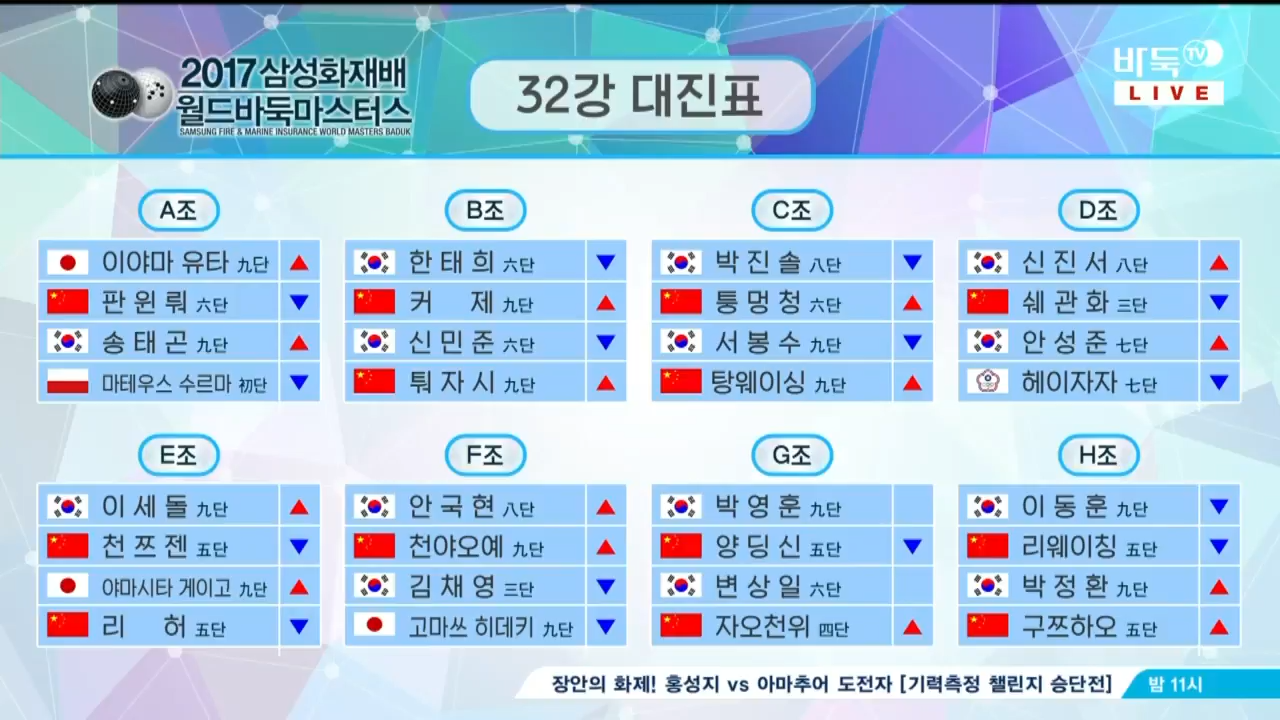 2017 삼성화재배
월드바둑마스터스
SAMSUNG FIRE & MARINE INSURANCE WORLD MASTERS BADUK
32강 대진표
바둑TV
LIVE
A조
이야마 유타 九단 ▲
판윈뤄 六단 ▼
송태곤 九단 ▲
마테우스 수르마 初단 ▼
B조
한태희 六단 ▼
커 제 九단 ▲
신민준 六단 ▼
퉈자시 九단 ▲
C조
박진솔 八단 ▼
퉁멍청 六단 ▲
서봉수 九단 ▼
탕웨이싱 九단 ▲
D조
신진서 八단 ▲
쉐관화 三단 ▼
안성준 七단 ▲
헤이자자 七단 ▼
E조
이세돌 九단 ▲
천쯔젠 五단 ▼
야마시타 게이고 九단 ▲
리 허 五단 ▼
F조
안국현 八단 ▲
천야오예 九단 ▲
김채영 三단 ▼
고마쓰 히데키 九단 ▼
G조
박영훈 九단
양딩신 五단 ▼
변상일 六단
자오천위 四단 ▲
H조
이동훈 九단 ▼
리웨이칭 五단 ▼
박정환 九단 ▲
구쯔하오 五단 ▲
장안의 화제! 홍성지 vs 아마추어 도전자 [기력측정 챌린지 승단전] 밤 11시